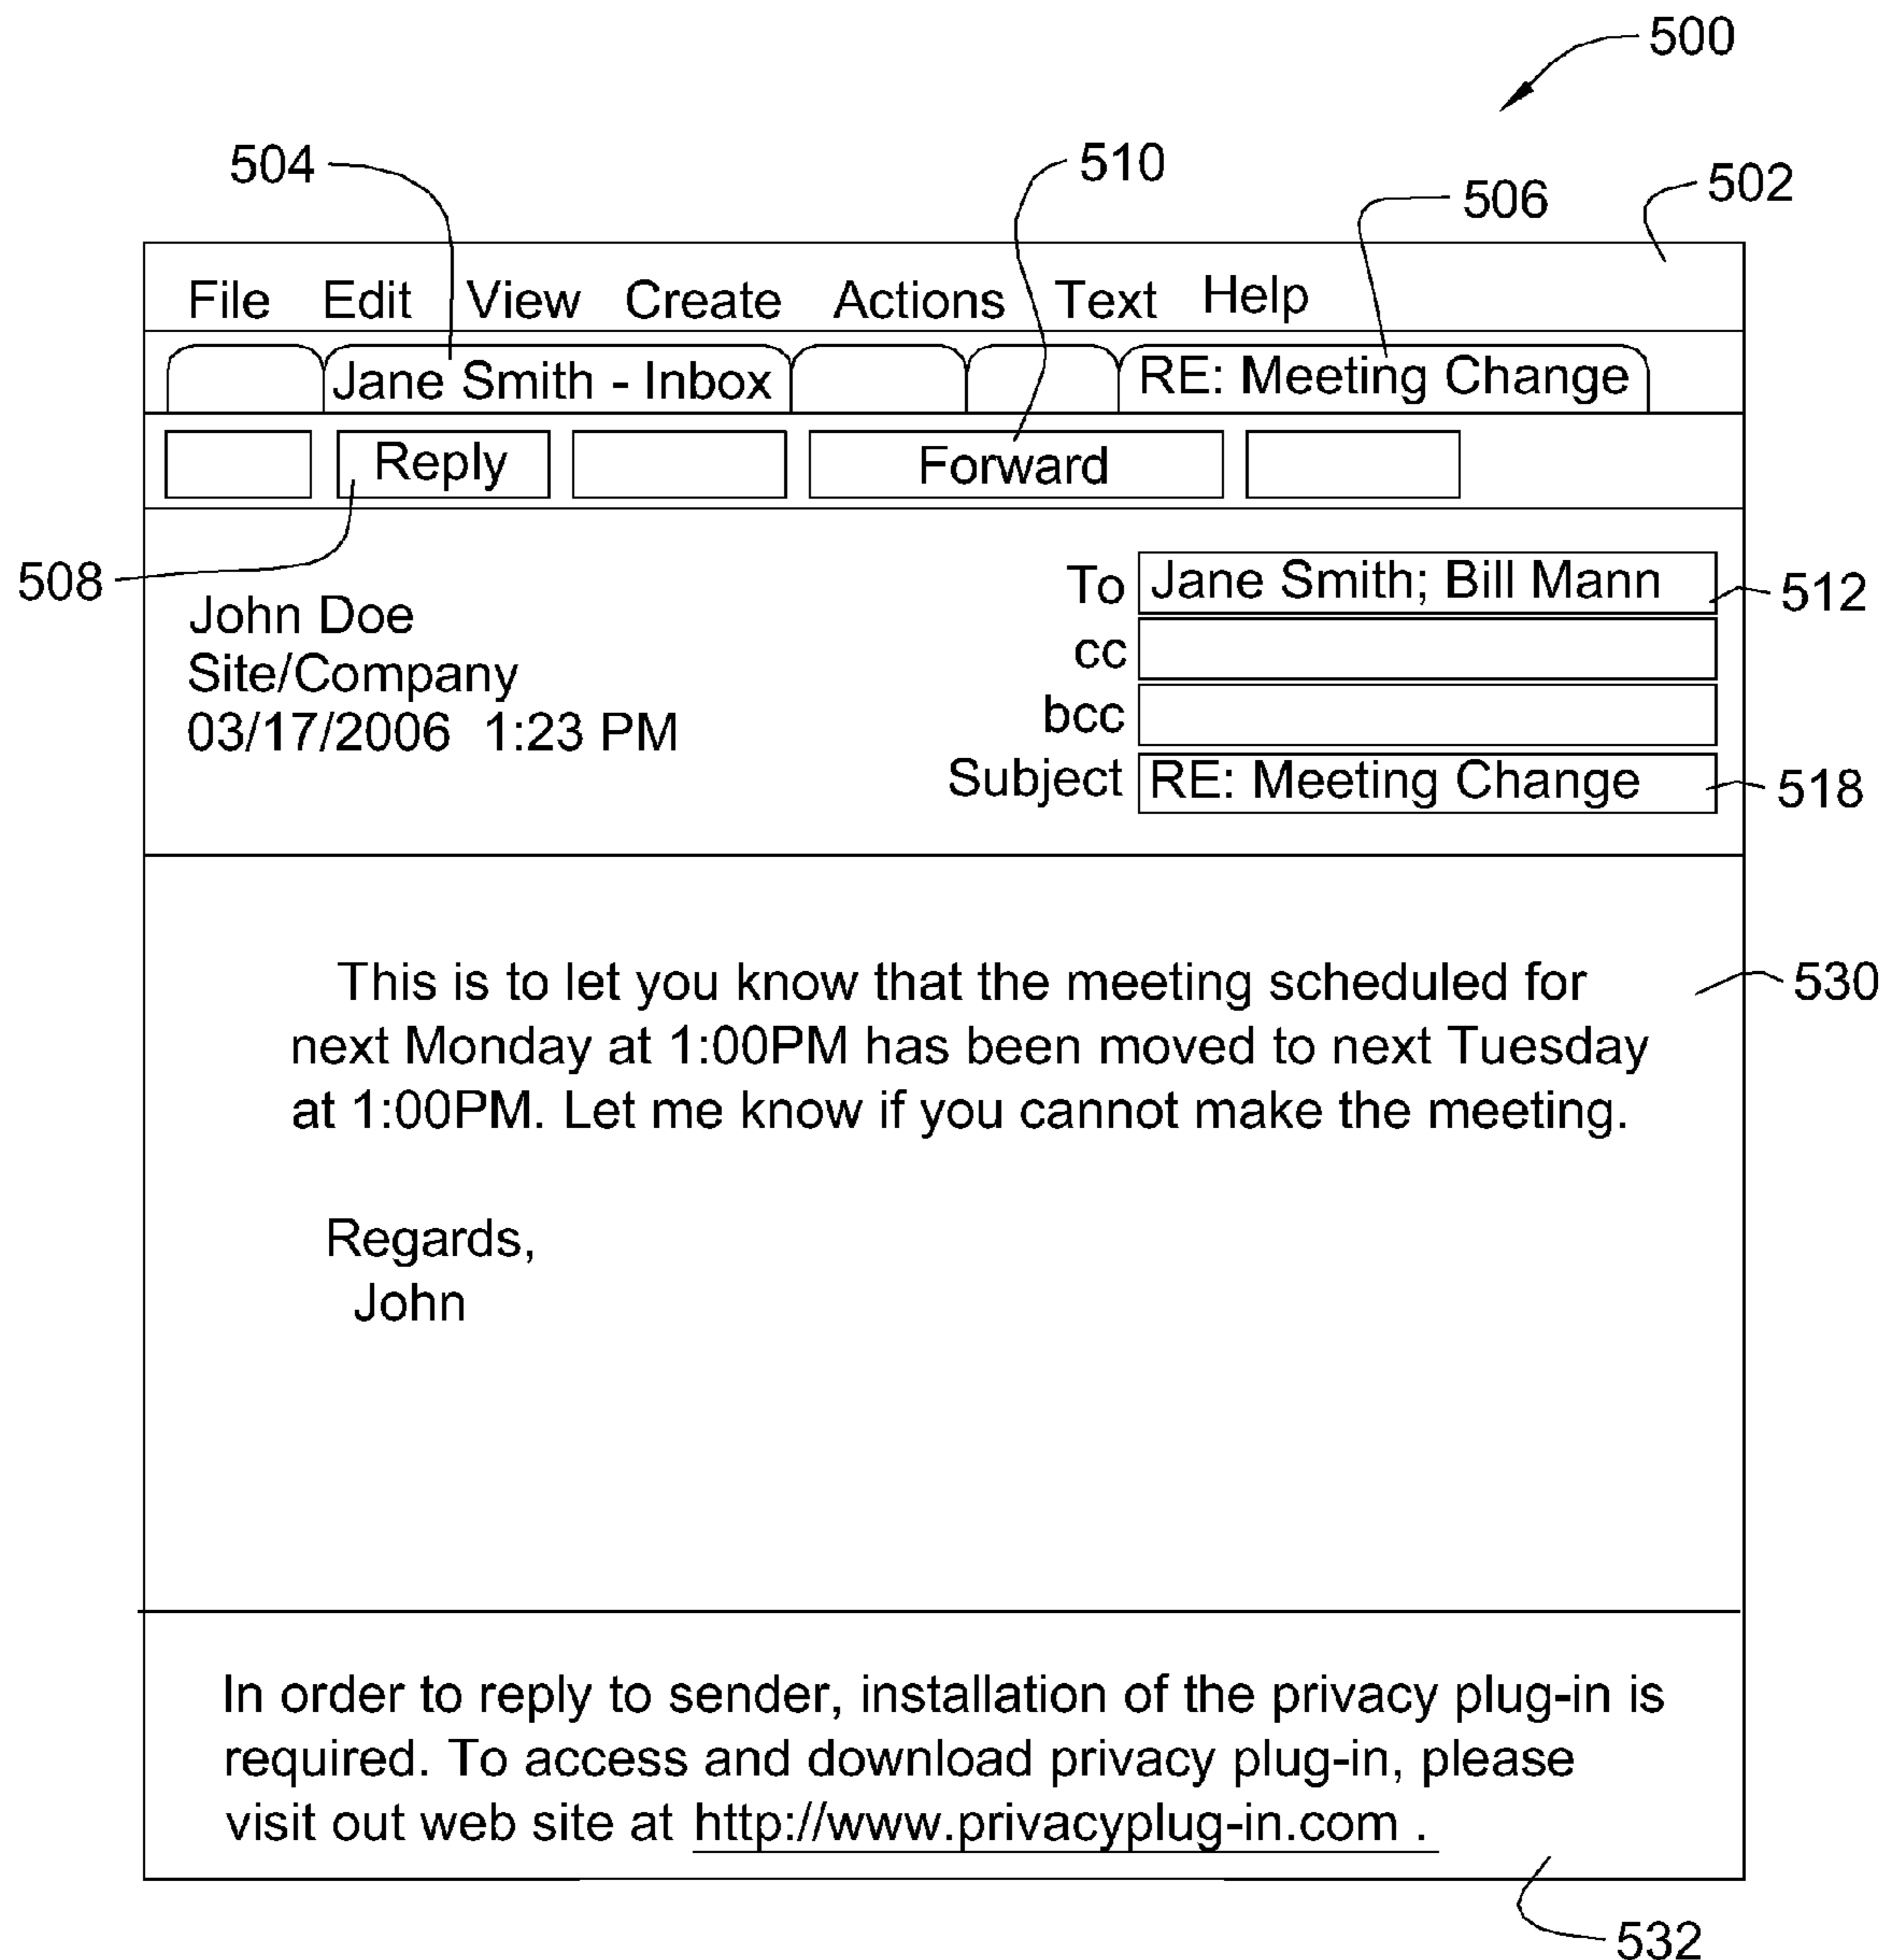 500
504
510
506
502
File Edit View Create Actions Text Help
Jane Smith - Inbox
RE: Meeting Change
Reply
Forward
508
To Jane Smith; Bill Mann
512
John Doe
Site/Company
03/17/2006 1:23 PM
cc
bcc
Subject RE: Meeting Change
518
This is to let you know that the meeting scheduled for
530
next Monday at 1:00PM has been moved to next Tuesday
at 1:00PM. Let me know if you cannot make the meeting.
Regards,
John
In order to reply to sender, installation of the privacy plug-in is
required. To access and download privacy plug-in, please
visit out web site at http://www.privacyplug-in.com .
532